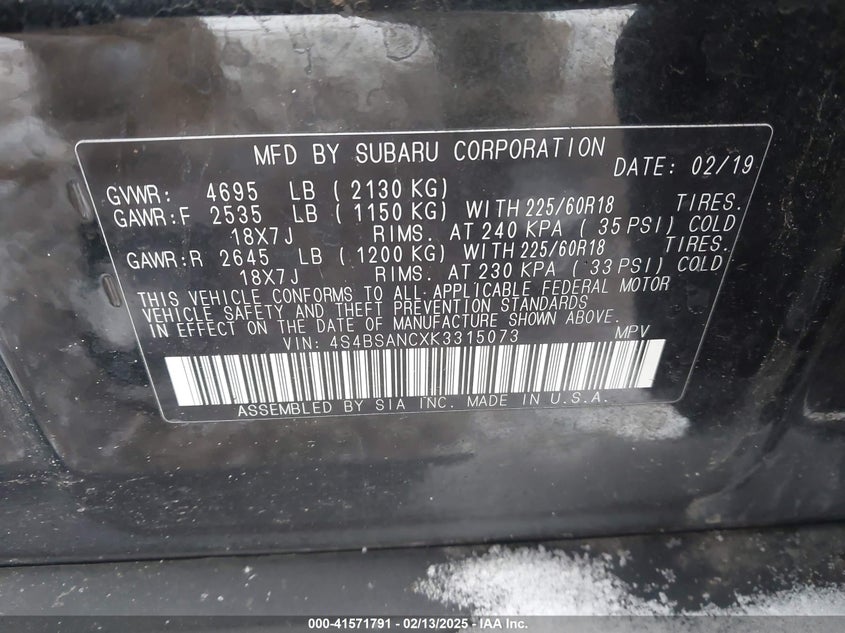 MFD BY SUBARU CORPORATION DATE: 02/19
GVWR: 4695 LB ( 2130 KG)
GAWR:F 2535 LB ( 1150 KG) WITH 225/60R18 TIRES.
18X7J RIMS. AT 240 KPA ( 35 PSI) COLD
GAWR:R 2645 LB ( 1200 KG) WITH 225/60R18 TIRES.
18X7J RIMS. AT 230 KPA ( 33 PSI) COLD
THIS VEHICLE CONFORMS TO ALL APPLICABLE FEDERAL MOTOR
VEHICLE SAFETY AND THEFT PREVENTION STANDARDS
IN EFFECT ON THE DATE OF MANUFACTURE SHOWN ABOVE.
VIN: 4S4BSANCXK3315073 MPV
ASSEMBLED BY SIA INC. MADE IN U.S.A.
000-41571791 - 02/13/2025 - IAA Inc.